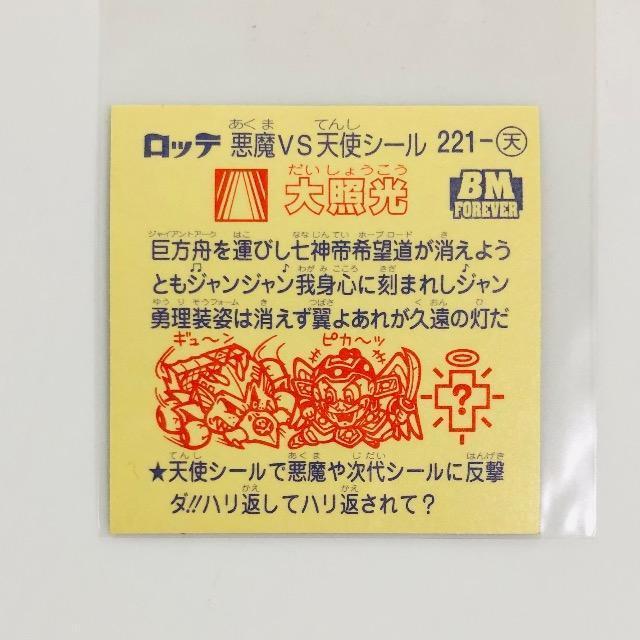 あくま てんし
ロッテ 悪魔VS天使シール 221-天
だいしょうこう
大照光
BM
FOREVER
ジャイアントアーク はこ ななじんてい ホープロード き
巨方舟を運びし七神帝希望道が消えよう
♫ ♪ わがみ こころ きざ ♪
ともジャンジャン我身心に刻まれしジャン
ゆうり そうフォーム き つばさ くおん ひ
勇理装姿は消えず翼よあれが久遠の灯だ
ギューン ピカ〜ッ
?
てんし あくま じだい はんげき
★天使シールで悪魔や次代シールに反撃
かえ かえ
ダ!!ハリ返してハリ返されて?